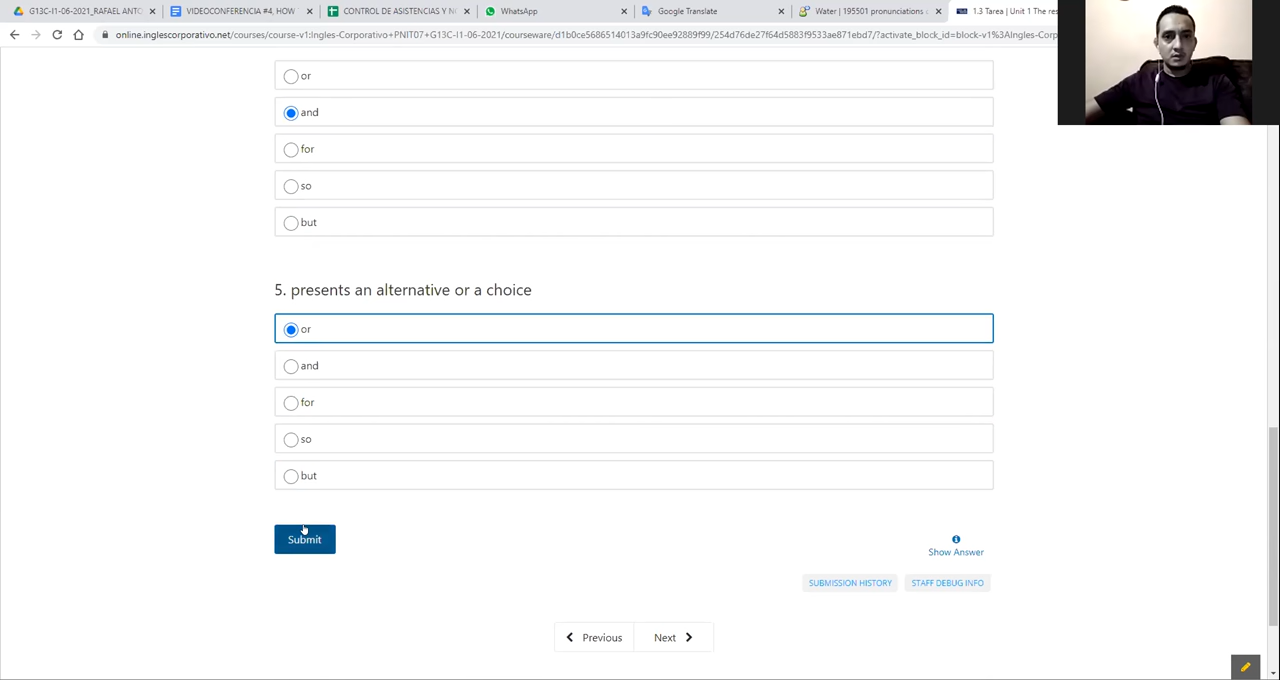 G13C-I1-06-2021_RAFAEL ANTO
VIDEOCONFERENCIA #4, HOW
CONTROL DE ASISTENCIAS Y NO
WhatsApp
Google Translate
Water | 195501 pronunciations
1.3 Tarea | Unit 1 The res
online.inglescorporativo.net/courses/course-v1:Ingles-Corporativo+PNIT07+G13C-I1-06-2021/courseware/d1b0ce5686514013a9fc90ee92889f99/254d76de27f64d5883f9533ae871ebd7/?activate_block_id=block-v1%3AIngles-Corp
or
and
for
so
but
5. presents an alternative or a choice
or
and
for
so
but
Submit
Show Answer
SUBMISSION HISTORY
STAFF DEBUG INFO
Previous
Next